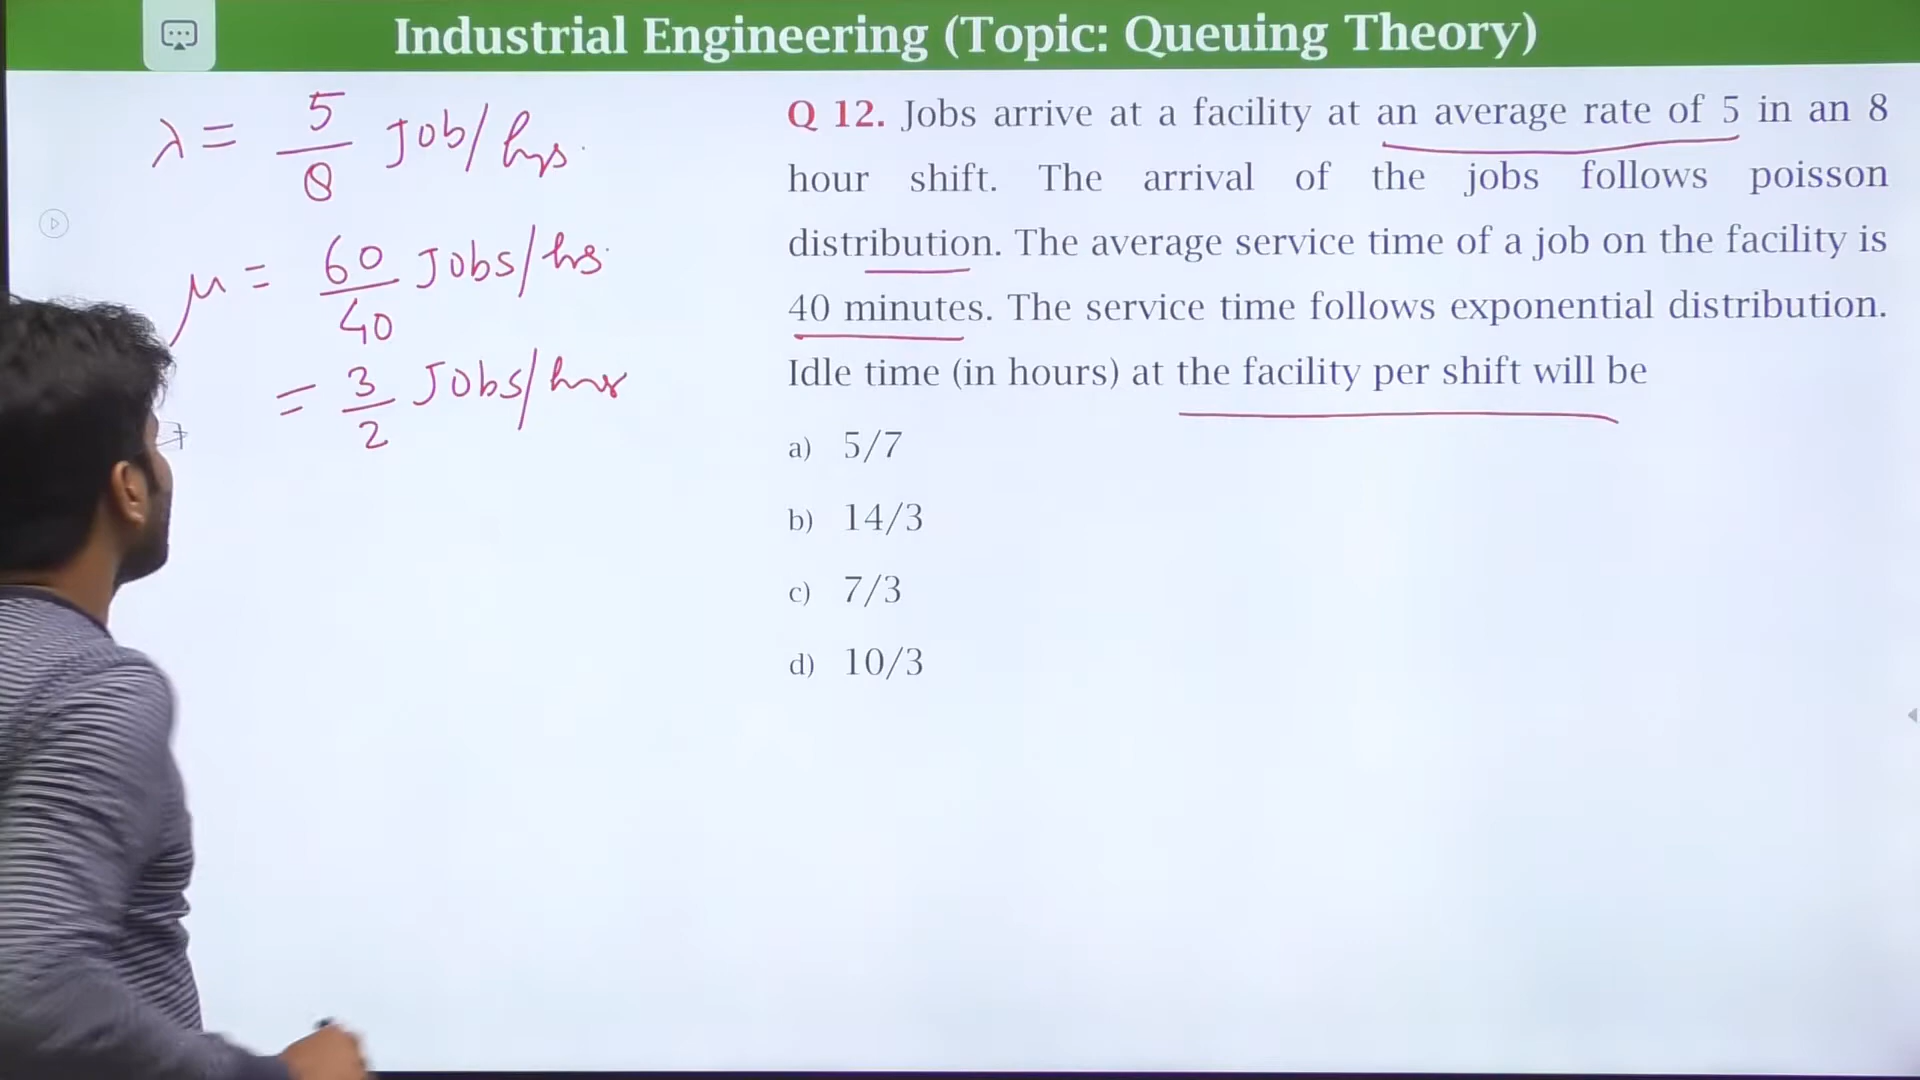 Industrial Engineering (Topic: Queuing Theory)
λ = 5/8 Job/hrs.
μ = 60/40 Jobs/hrs.
= 3/2 Jobs/hrs
Q 12. Jobs arrive at a facility at an average rate of 5 in an 8
hour shift. The arrival of the jobs follows poisson
distribution. The average service time of a job on the facility is
40 minutes. The service time follows exponential distribution.
Idle time (in hours) at the facility per shift will be
a) 5/7
b) 14/3
c) 7/3
d) 10/3